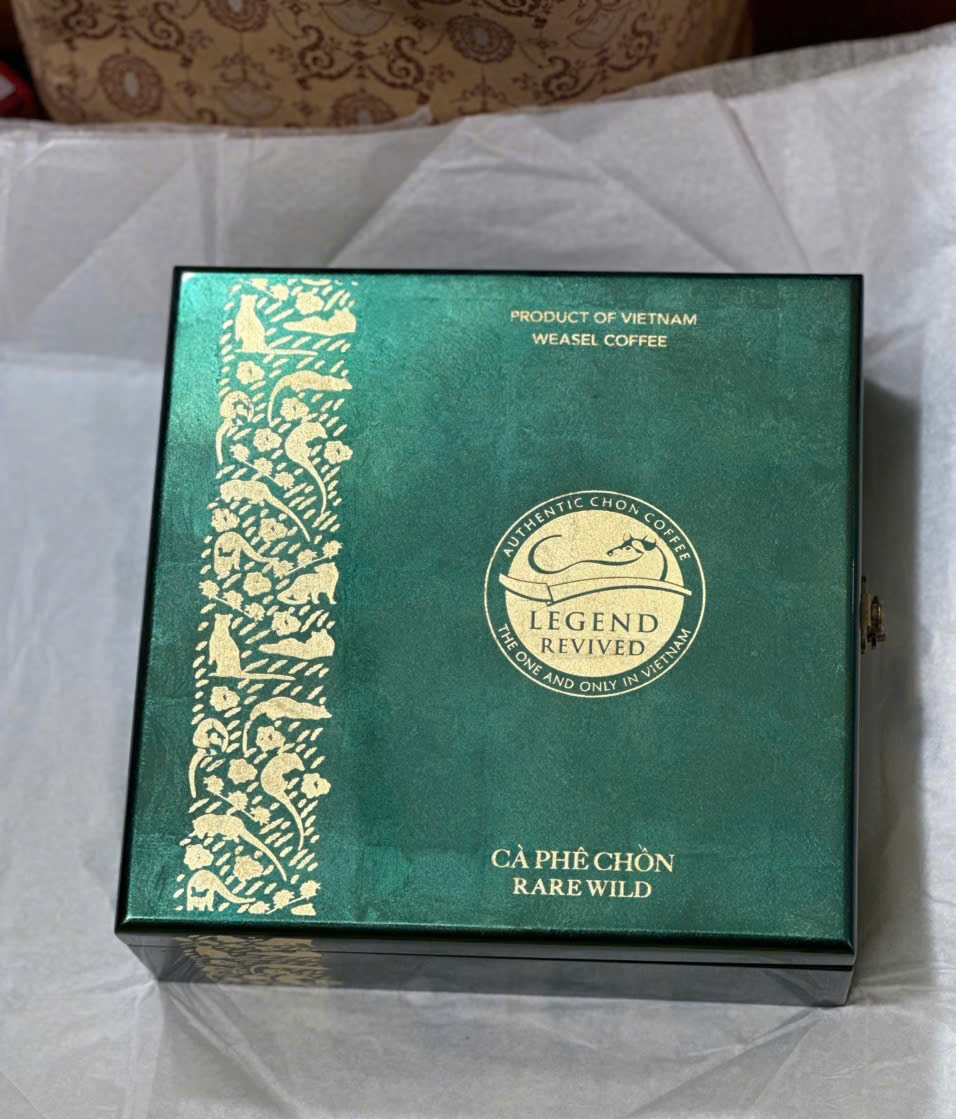 PRODUCT OF VIETNAM
WEASEL COFFEE
AUTHENTIC CHON COFFEE
LEGEND
REVIVED
THE ONE AND ONLY IN VIETNAM
CÀ PHÊ CHỒN
RARE WILD